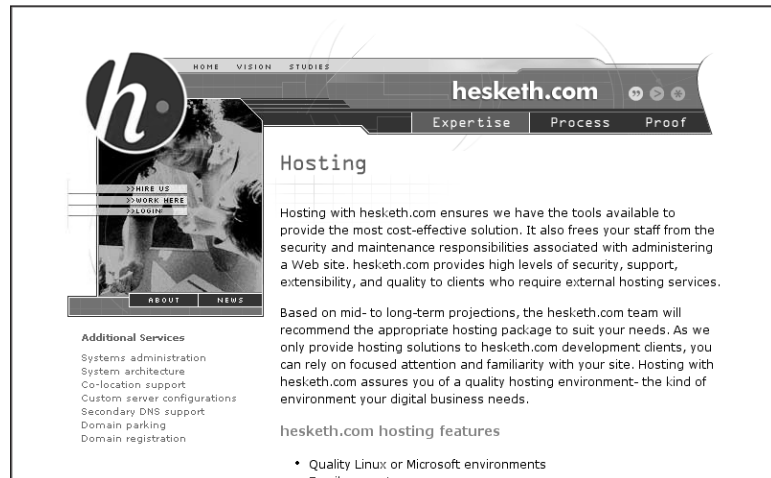 h.
HOME VISION STUDIES
hesketh.com
Expertise Process Proof
>>HIRE US
>>WORK HERE
>>LOGIN
ABOUT NEWS
Additional Services
Systems administration
System architecture
Co-location support
Custom server configurations
Secondary DNS support
Domain parking
Domain registration
Hosting
Hosting with hesketh.com ensures we have the tools available to
provide the most cost-effective solution. It also frees your staff from the
security and maintenance responsibilities associated with administering
a Web site. hesketh.com provides high levels of security, support,
extensibility, and quality to clients who require external hosting services.
Based on mid- to long-term projections, the hesketh.com team will
recommend the appropriate hosting package to suit your needs. As we
only provide hosting solutions to hesketh.com development clients, you
can rely on focused attention and familiarity with your site. Hosting with
hesketh.com assures you of a quality hosting environment- the kind of
environment your digital business needs.
hesketh.com hosting features
• Quality Linux or Microsoft environments